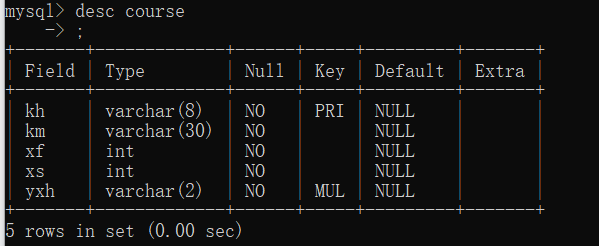 mysql> desc course
    -> ;
+-------+-------------+------+-----+---------+-------+
| Field | Type        | Null | Key | Default | Extra |
+-------+-------------+------+-----+---------+-------+
| kh    | varchar(8)  | NO   | PRI | NULL    |       |
| km    | varchar(30) | NO   |     | NULL    |       |
| xf    | int         | NO   |     | NULL    |       |
| xs    | int         | NO   |     | NULL    |       |
| yxh   | varchar(2)  | NO   | MUL | NULL    |       |
+-------+-------------+------+-----+---------+-------+
5 rows in set (0.00 sec)